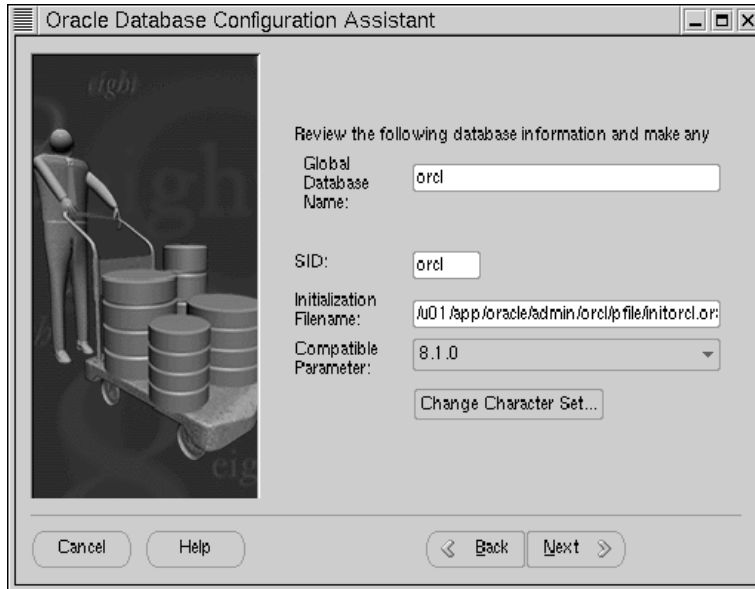 Oracle Database Configuration Assistant
eight
Review the following database information and make any
Global
Database
Name:
orcl
SID:
orcl
Initialization
Filename:
/u01/app/oracle/admin/orcl/pfile/initorcl.or
Compatible
Parameter:
8.1.0
Change Character Set...
Cancel
Help
Back
Next